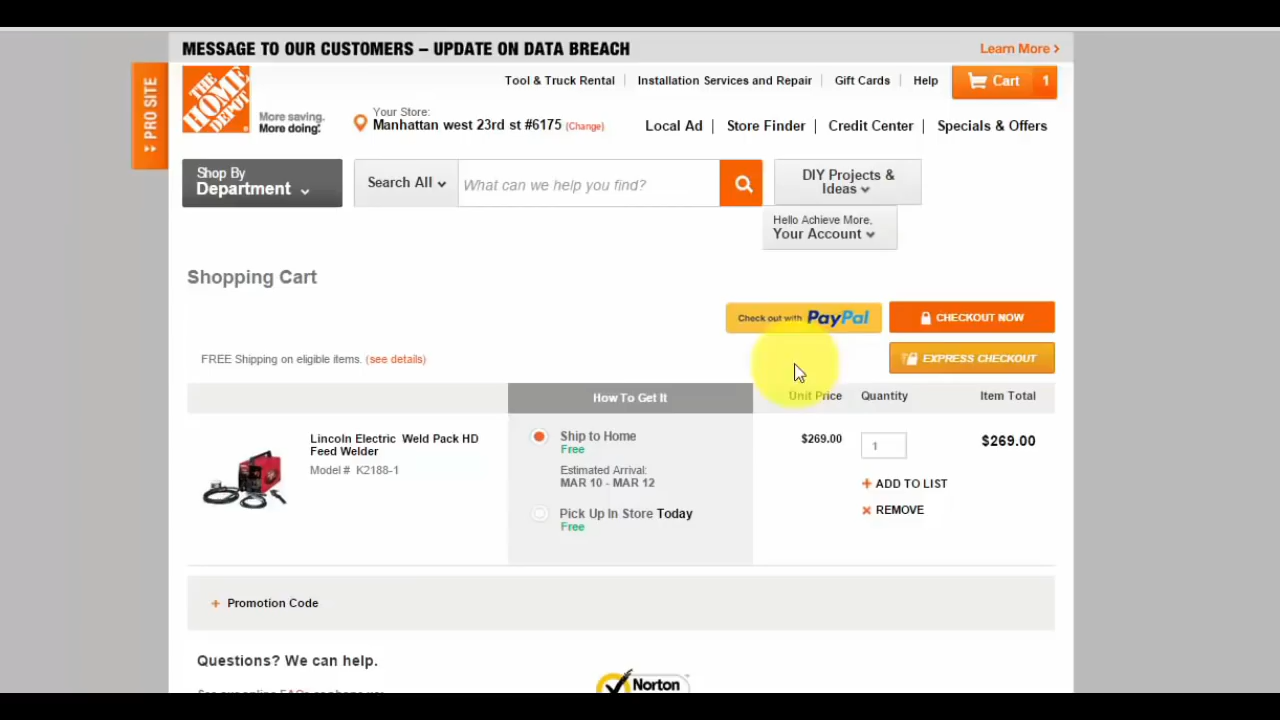 MESSAGE TO OUR CUSTOMERS – UPDATE ON DATA BREACH
Learn More >
PRO SITE
THE HOME DEPOT
More saving.
More doing.
Your Store:
Manhattan west 23rd st #6175 (Change)
Tool & Truck Rental
Installation Services and Repair
Gift Cards
Help
Cart 1
Local Ad
Store Finder
Credit Center
Specials & Offers
Shop By
Department
Search All
What can we help you find?
DIY Projects &
Ideas
Hello Achieve More,
Your Account
Shopping Cart
Check out with PayPal
CHECKOUT NOW
FREE Shipping on eligible items. (see details)
EXPRESS CHECKOUT
How To Get It
Unit Price
Quantity
Item Total
Lincoln Electric Weld Pack HD
Feed Welder
Model # K2188-1
Ship to Home
Free
Estimated Arrival:
MAR 10 - MAR 12
Pick Up In Store Today
Free
$269.00
1
$269.00
+ ADD TO LIST
× REMOVE
+ Promotion Code
Questions? We can help.
Norton